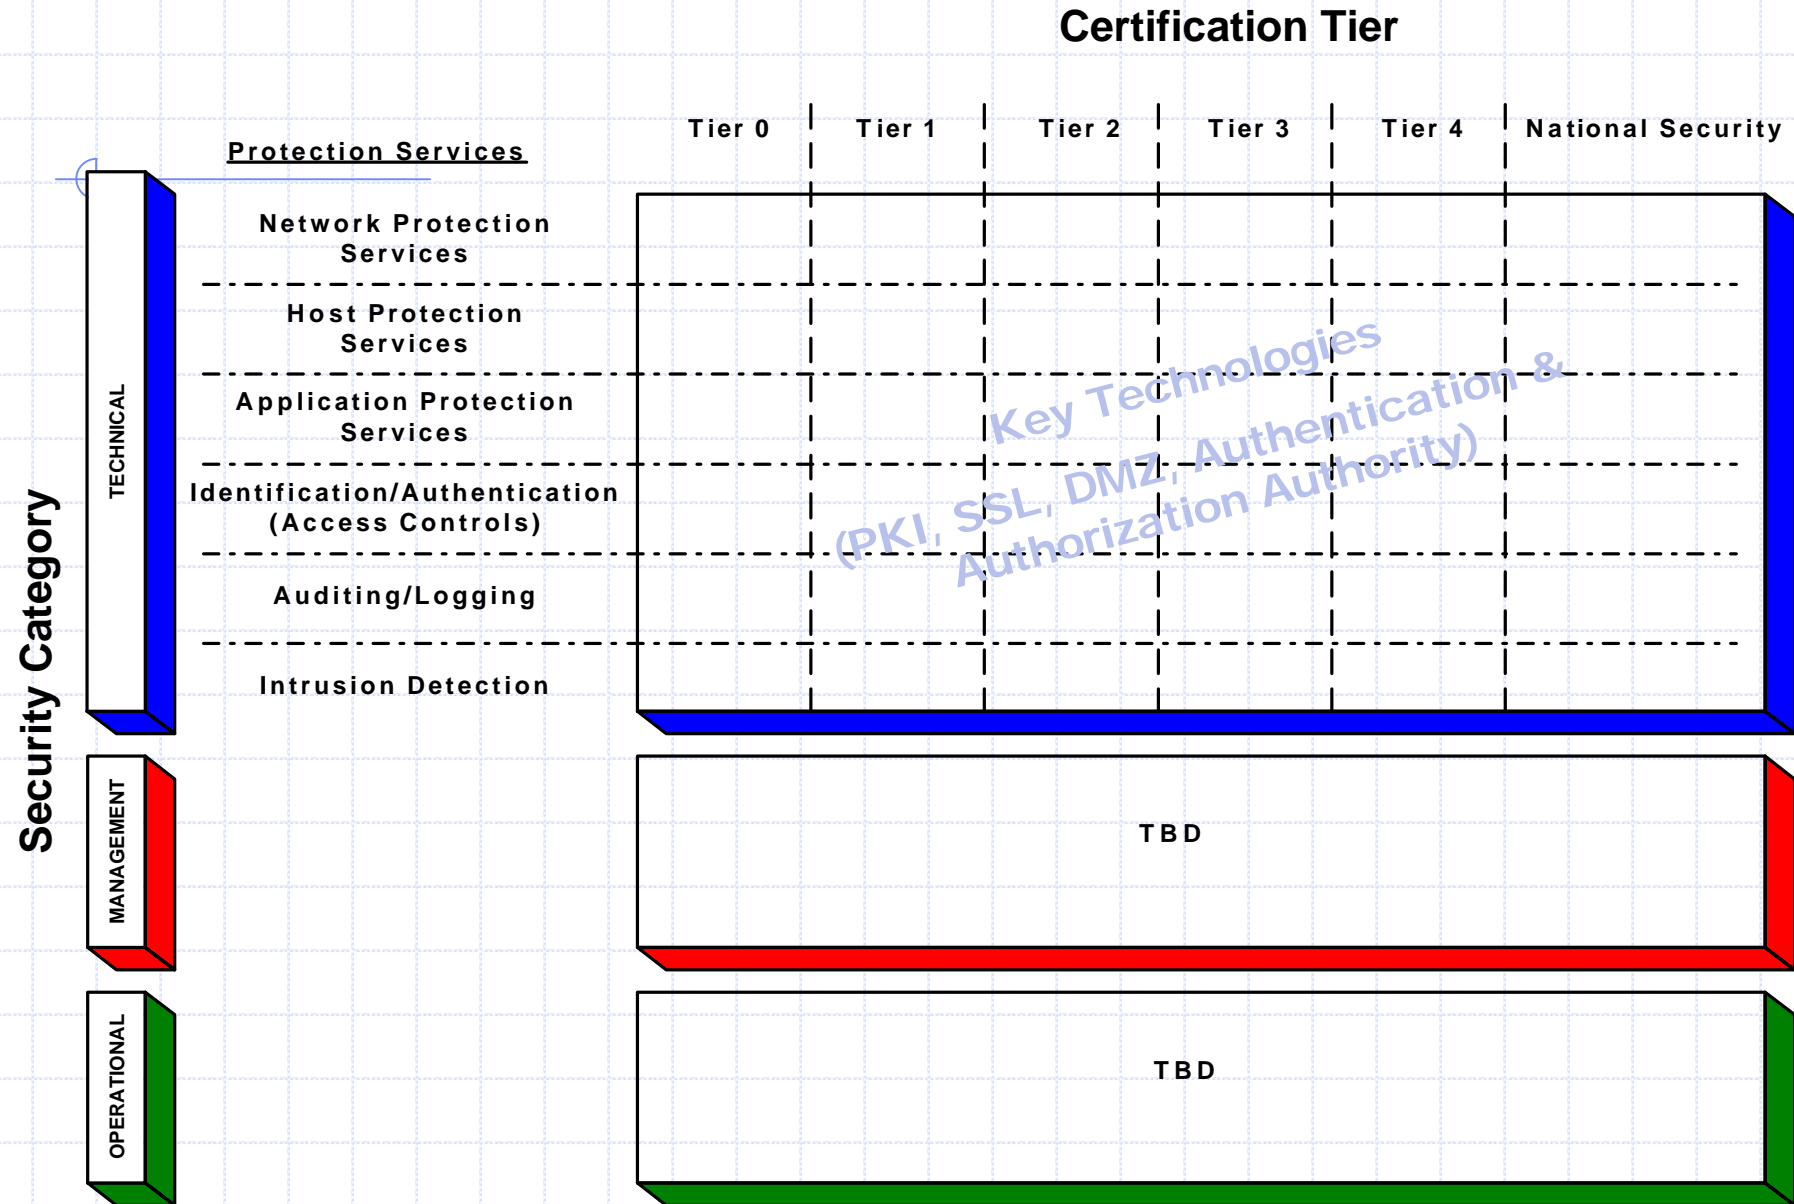 Certification Tier
Tier 0 Tier 1 Tier 2 Tier 3 Tier 4 National Security
Protection Services
Security Category
TECHNICAL
Network Protection
Services
Host Protection
Services
Application Protection
Services
Identification/Authentication
(Access Controls)
Auditing/Logging
Intrusion Detection
Key Technologies
(PKI, SSL, DMZ, Authentication &
Authorization Authority)
MANAGEMENT
TBD
OPERATIONAL
TBD